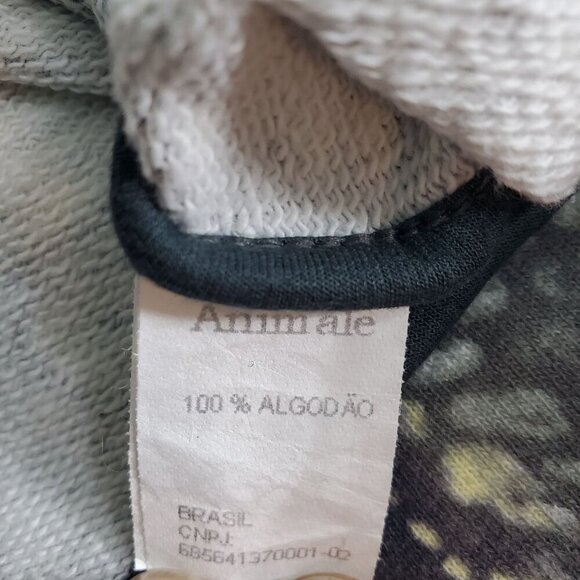 Animale
100 % ALGODÃO
BRASIL
CNPJ:
685641370001-02